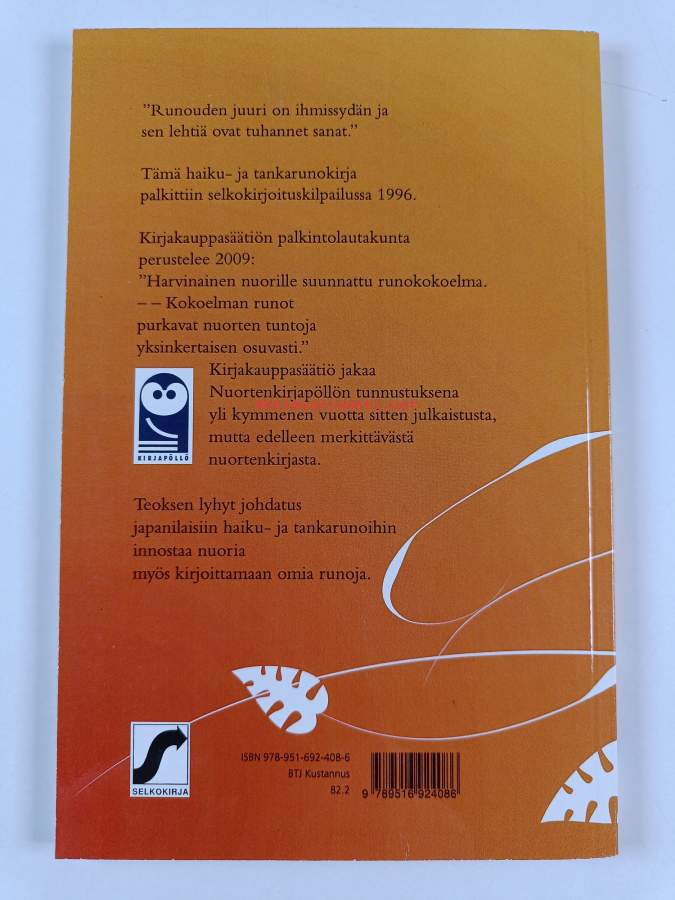 ”Runouden juuri on ihmissydän ja
sen lehtiä ovat tuhannet sanat.”
Tämä haiku- ja tankarunokirja
palkittiin selkokirjoituskilpailussa 1996.
Kirjakauppasäätiön palkintolautakunta
perustelee 2009:
”Harvinainen nuorille suunnattu runokokoelma.
– – Kokoelman runot
purkavat nuorten tuntoja
yksinkertaisen osuvasti.”
Kirjakauppasäätiö jakaa
Nuortenkirjapöllön tunnustuksena
yli kymmenen vuotta sitten julkaistusta,
mutta edelleen merkittävästä
nuortenkirjasta.
KIRJAPÖLLÖ
Teoksen lyhyt johdatus
japanilaisiin haiku- ja tankarunoihin
innostaa nuoria
myös kirjoittamaan omia runoja.
SELKOKIRJA
ISBN 978-951-692-408-6
BTJ Kustannus
82.2
9 789516 924086